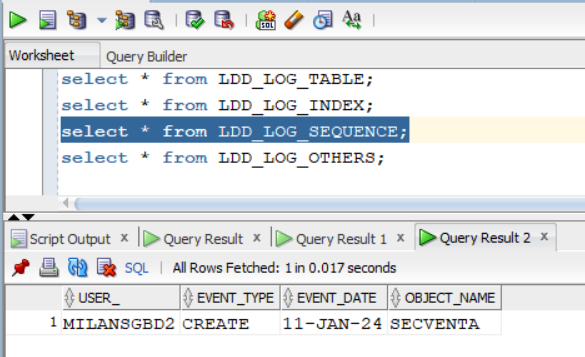 SQL
Aa
Worksheet Query Builder
select * from LDD_LOG_TABLE;
select * from LDD_LOG_INDEX;
select * from LDD_LOG_SEQUENCE;
select * from LDD_LOG_OTHERS;
Script Output x Query Result x Query Result 1 x Query Result 2 x
SQL | All Rows Fetched: 1 in 0.017 seconds
USER_ EVENT_TYPE EVENT_DATE OBJECT_NAME
1 MILANSGBD2 CREATE 11-JAN-24 SECVENTA